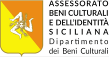 ASSESSORATO
BENI CULTURALI
E DELL'IDENTITÀ
SICILIANA
Dipartimento
dei Beni Culturali